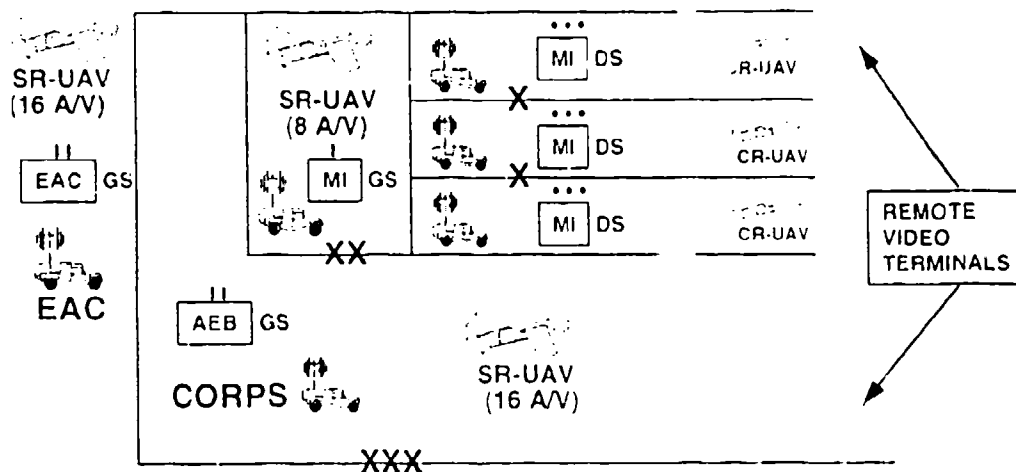 SR-UAV
(16 A/V)
EAC GS
EAC
SR-UAV
(8 A/V)
MI GS
XX
MI DS
-UAV
X
MI DS
CR-UAV
X
MI DS
CR-UAV
REMOTE
VIDEO
TERMINALS
AEB GS
CORPS
SR-UAV
(16 A/V)
XXX